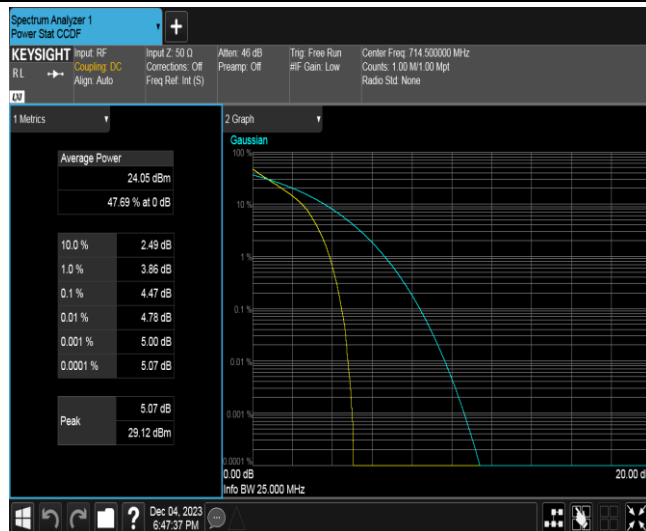 Spectrum Analyzer 1
Power Stat CCDF
+
KEYSIGHT
RL
Input: RF
Coupling: DC
Align: Auto
Input Z: 50 Ω
Corrections: Off
Freq Ref: Int (S)
Atten: 46 dB
Preamp: Off
Trig: Free Run
#IF Gain: Low
Center Freq: 714.500000 MHz
Counts: 1.00 M/1.00 Mpt
Radio Std: None
LXI
1 Metrics
Average Power
24.05 dBm
47.69 % at 0 dB
10.0 % 2.49 dB
1.0 % 3.86 dB
0.1 % 4.47 dB
0.01 % 4.78 dB
0.001 % 5.00 dB
0.0001 % 5.07 dB
Peak
5.07 dB
29.12 dBm
2 Graph
Gaussian
100 %
10 %
1 %
0.1 %
0.01 %
0.001 %
0.0001 %
0.00 dB
20.00 d
Info BW 25.000 MHz
?
Dec 04, 2023
6:47:37 PM